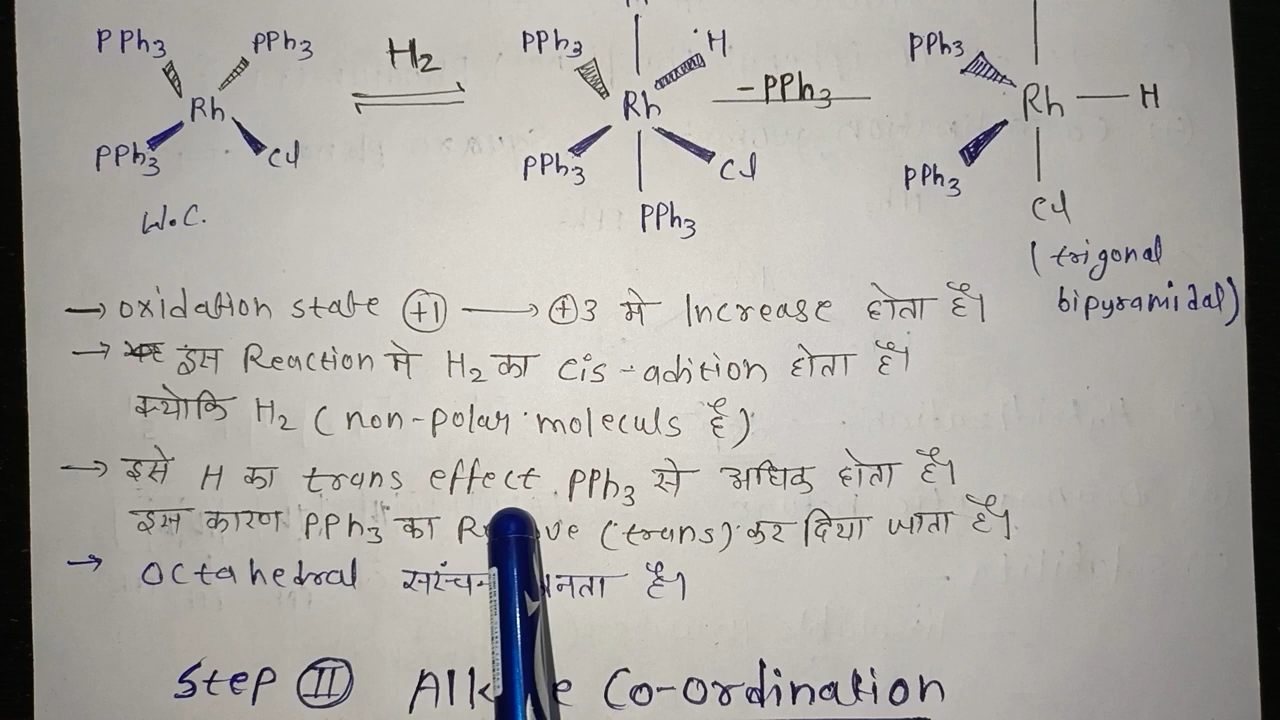 PPh3 PPh3 H2 PPh3 H -PPh3 PPh3
Rh Rh Rh H
PPh3 Cl PPh3 Cl PPh3
W.C. PPh3 Cl
(trigonal
bipyramidal)
→ oxidation state +1 → +3 मे Increase होता है।
→ इस Reaction मे H2 का cis-adition होता है।
क्योकि H2 (non-polar moleculs है)
→ इसे H का trans effect PPh3 से अधिक होता है।
इस कारण PPh3 का (trans) कर दिया जाता है।
→ Octahedral है।
Step II Co-ordination